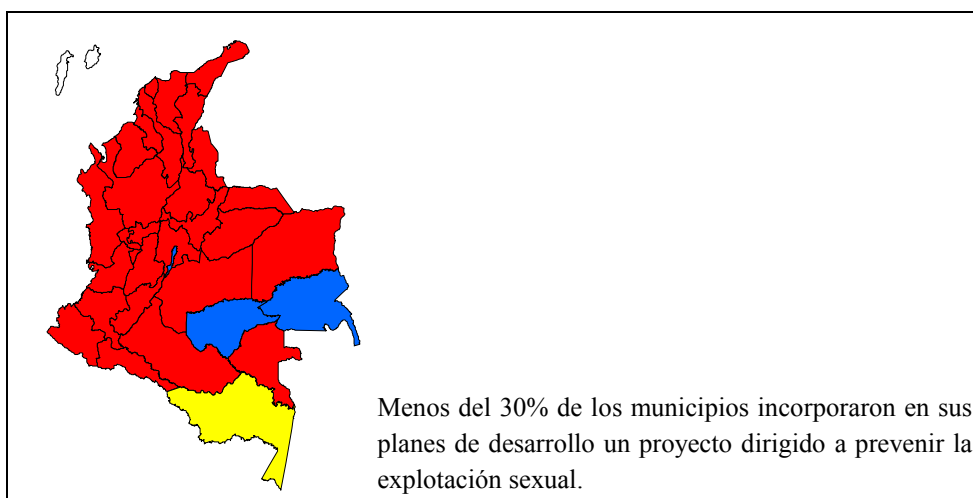 Menos del 30% de los municipios incorporaron en sus
planes de desarrollo un proyecto dirigido a prevenir la
explotación sexual.